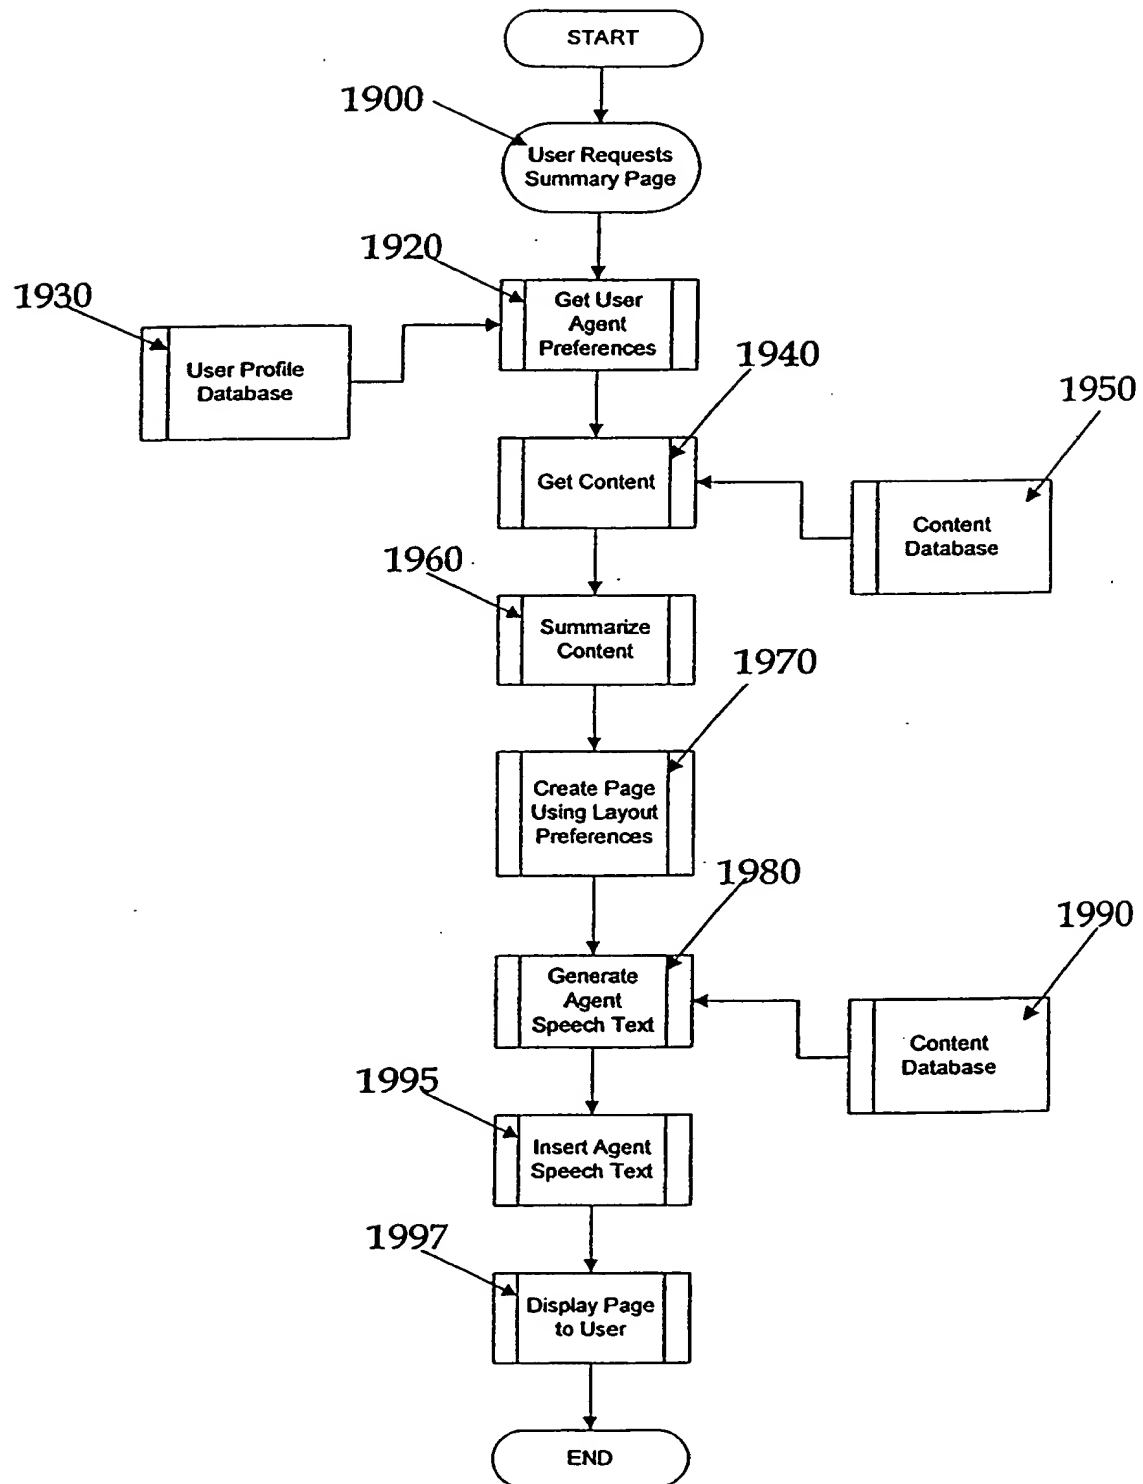 START
1900
User Requests
Summary Page
1920
Get User
Agent
Preferences
1930
User Profile
Database
1940
Get Content
1950
Content
Database
1960
Summarize
Content
1970
Create Page
Using Layout
Preferences
1980
Generate
Agent
Speech Text
1990
Content
Database
1995
Insert Agent
Speech Text
1997
Display Page
to User
END